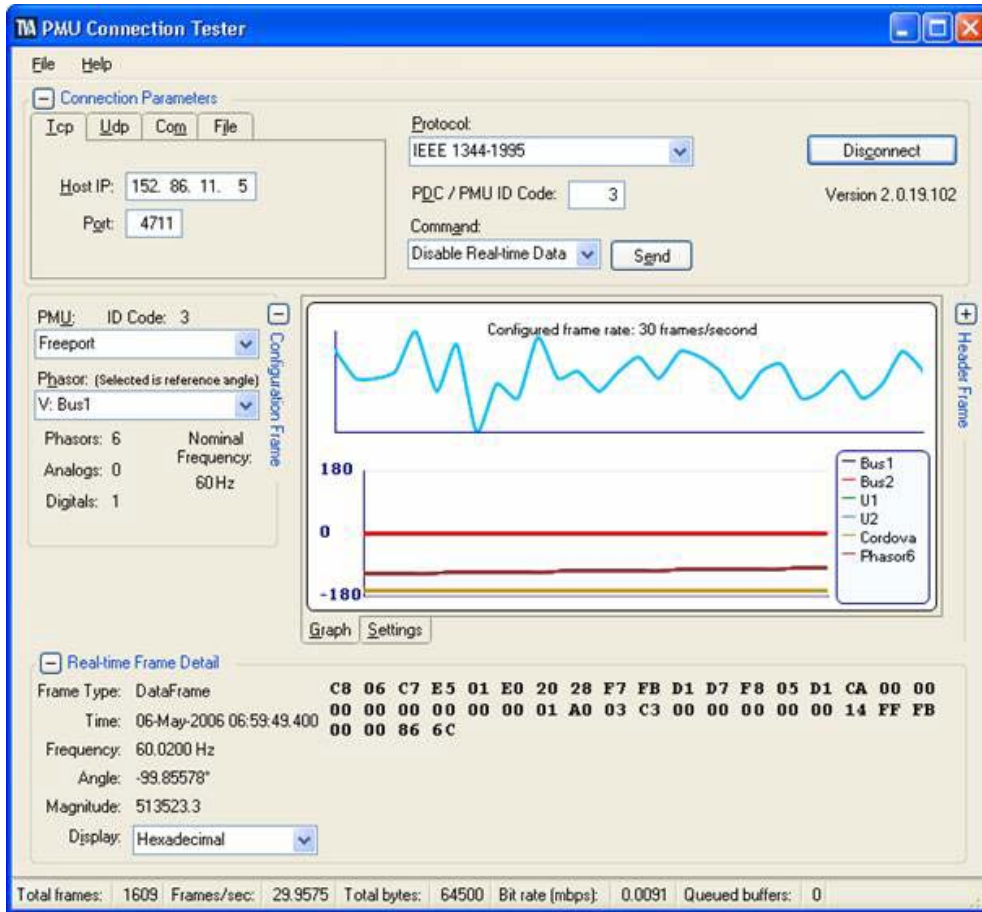 TVA PMU Connection Tester
File Help
Connection Parameters
Tcp Udp Com File
Host IP: 152. 86. 11. 5
Port: 4711
Protocol:
IEEE 1344-1995
PDC / PMU ID Code: 3
Command:
Disable Real-time Data Send
Disconnect
Version 2.0.19.102
PMU: ID Code: 3
Freeport
Phasor: (Selected is reference angle)
V: Bus1
Phasors: 6
Analogs: 0
Digitals: 1
Nominal
Frequency:
60Hz
Configuration Frame
Configured frame rate: 30 frames/second
180
0
-180
Bus1
Bus2
U1
U2
Cordova
Phasor6
Header Frame
Graph Settings
Real-time Frame Detail
Frame Type: DataFrame
Time: 06-May-2006 06:59:49.400
Frequency: 60.0200 Hz
Angle: -99.85578°
Magnitude: 513523.3
Display: Hexadecimal
C8 06 C7 E5 01 E0 20 28 F7 FB D1 D7 F8 05 D1 CA 00 00
00 00 00 00 00 00 01 A0 03 C3 00 00 00 00 00 14 FF FB
00 00 86 6C
Total frames: 1609 Frames/sec: 29.9575 Total bytes: 64500 Bit rate (mbps): 0.0091 Queued buffers: 0